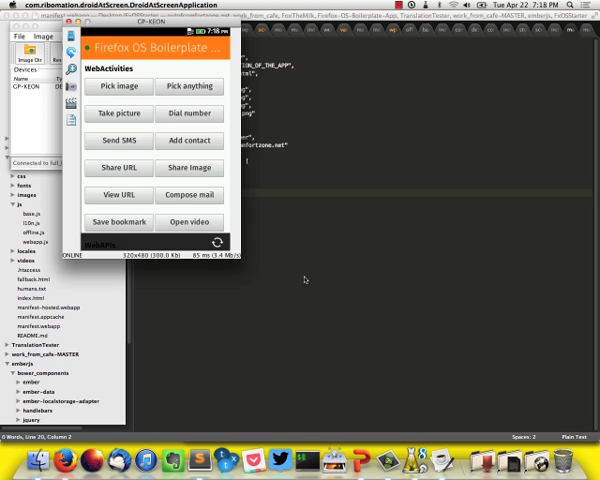 com.ribomation.droidAtScreen.DroidAtScreenApplication
Tue Apr 22 7:18 PM
GP-KEON
File Image
7:18 PM
Firefox OS Boilerplate ...
WebActivities
Pick image Pick anything
Take picture Dial number
Send SMS Add contact
Share URL Share Image
View URL Compose mail
Save bookmark Open video
WebAPIs
ONLINE 320x480 (300.0 Kb) 85 ms (3.4 Mb/s)
Image Dir
Devices
Name
GP-KEON
ION_OF_THE_APP",
css
fonts
images
js
base.js
l10n.js
offline.js
webapp.js
locales
videos
.htaccess
fallback.html
humans.txt
index.html
manifest-hosted.webapp
manifest.appcache
manifest.webapp
README.md
TranslationTester
work_from_cafe-MASTER
emberjs
bower_components
ember
ember-data
ember-localstorage-adapter
handlebars
jquery
0 Words, Line 20, Column 2 Spaces: 2 Plain Text